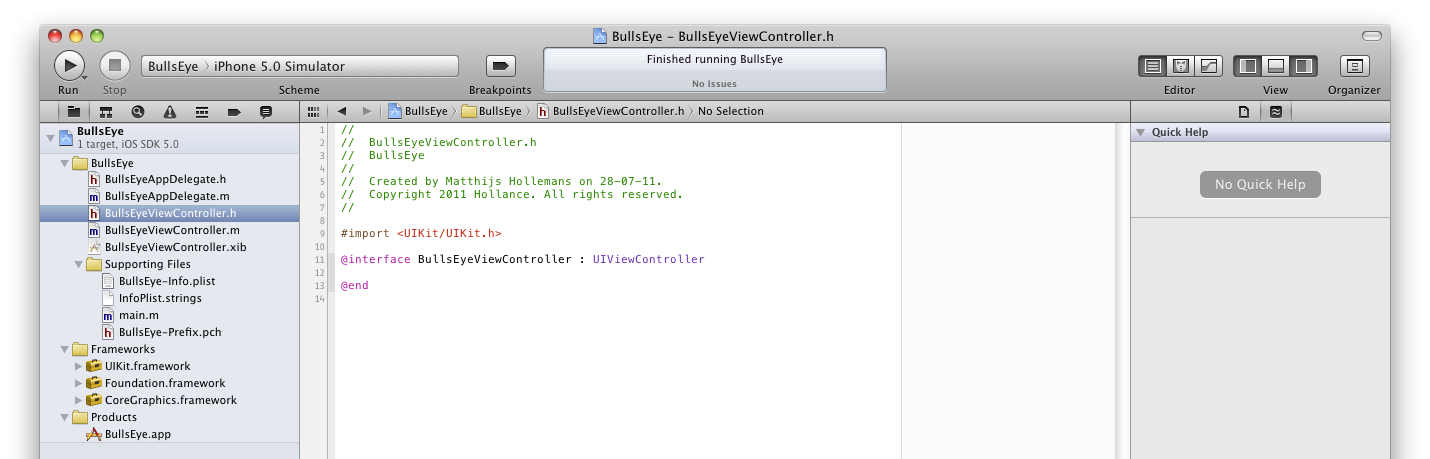 BullsEye – BullsEyeViewController.h
BullsEye 〉 iPhone 5.0 Simulator
Finished running BullsEye
No Issues
Run
Stop
Scheme
Breakpoints
Editor
View
Organizer
BullsEye 〉 BullsEye 〉 BullsEyeViewController.h 〉 No Selection
BullsEye
1 target, iOS SDK 5.0
BullsEye
BullsEyeAppDelegate.h
BullsEyeAppDelegate.m
BullsEyeViewController.h
BullsEyeViewController.m
BullsEyeViewController.xib
Supporting Files
BullsEye-Info.plist
InfoPlist.strings
main.m
BullsEye-Prefix.pch
Frameworks
UIKit.framework
Foundation.framework
CoreGraphics.framework
Products
BullsEye.app
1 //
2 //  BullsEyeViewController.h
3 //  BullsEye
4 //
5 //  Created by Matthijs Hollemans on 28-07-11.
6 //  Copyright 2011 Hollance. All rights reserved.
7 //
8
9 #import <UIKit/UIKit.h>
10
11 @interface BullsEyeViewController : UIViewController
12
13 @end
14
Quick Help
No Quick Help